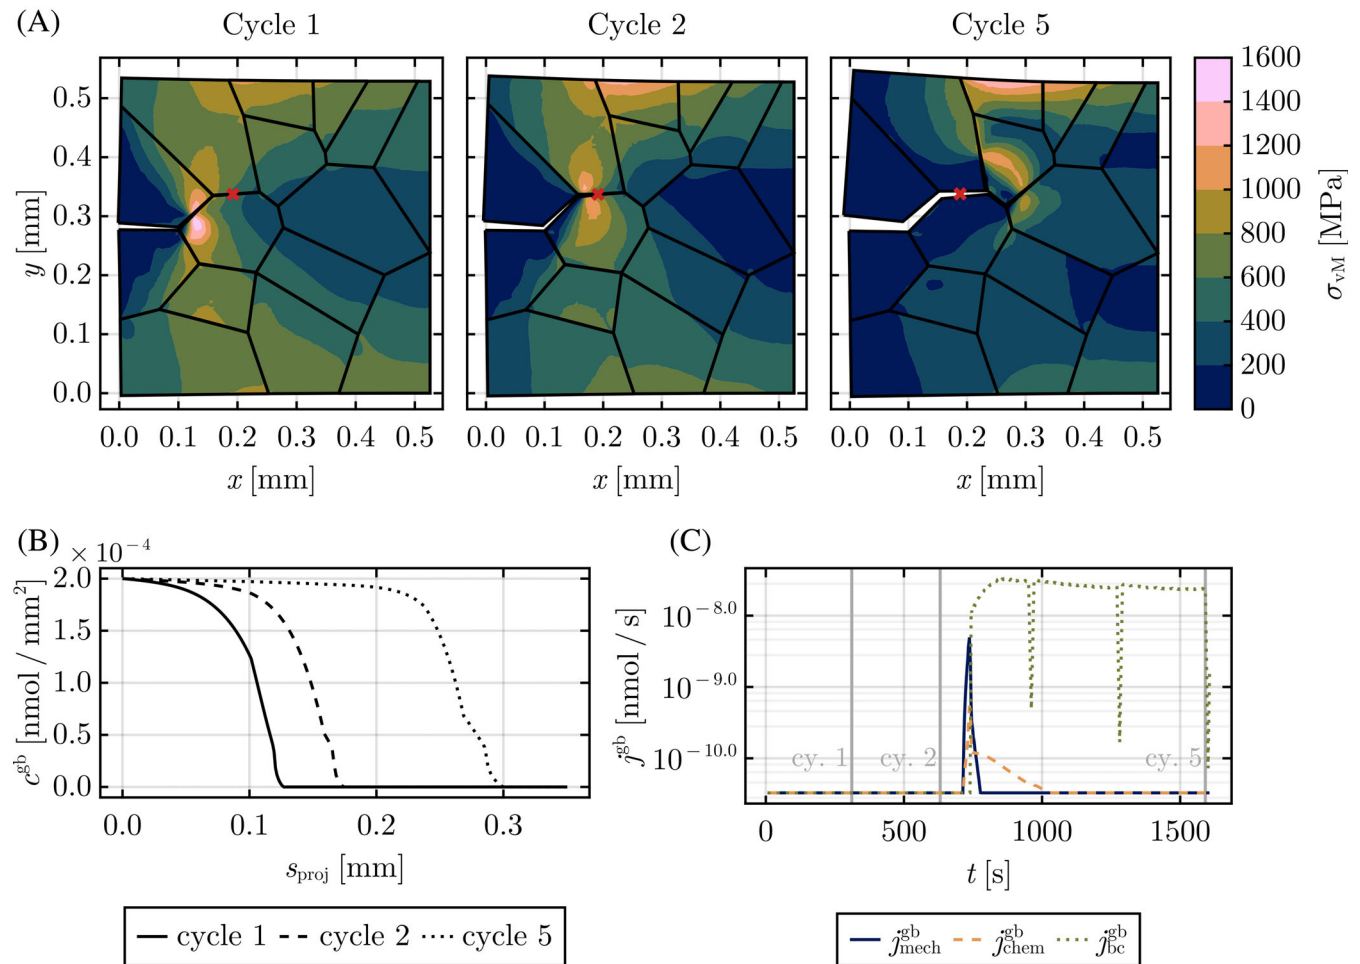 (A)
Cycle 1
Cycle 2
Cycle 5
0.5
0.4
0.3
0.2
0.1
0.0
y [mm]
0.0 0.1 0.2 0.3 0.4 0.5
x [mm]
0.0 0.1 0.2 0.3 0.4 0.5
x [mm]
0.0 0.1 0.2 0.3 0.4 0.5
x [mm]
1600
1400
1200
1000
800
600
400
200
0
σvM [MPa]
(B)
× 10⁻⁴
2.0
1.5
1.0
0.5
0.0
c^gb [nmol / mm²]
0.0 0.1 0.2 0.3
s_proj [mm]
cycle 1 cycle 2 cycle 5
(C)
10^−8.0
10^−9.0
10^−10.0
j^gb [nmol / s]
cy. 1 cy. 2 cy. 5
0 500 1000 1500
t [s]
j^gb_mech j^gb_chem j^gb_bc